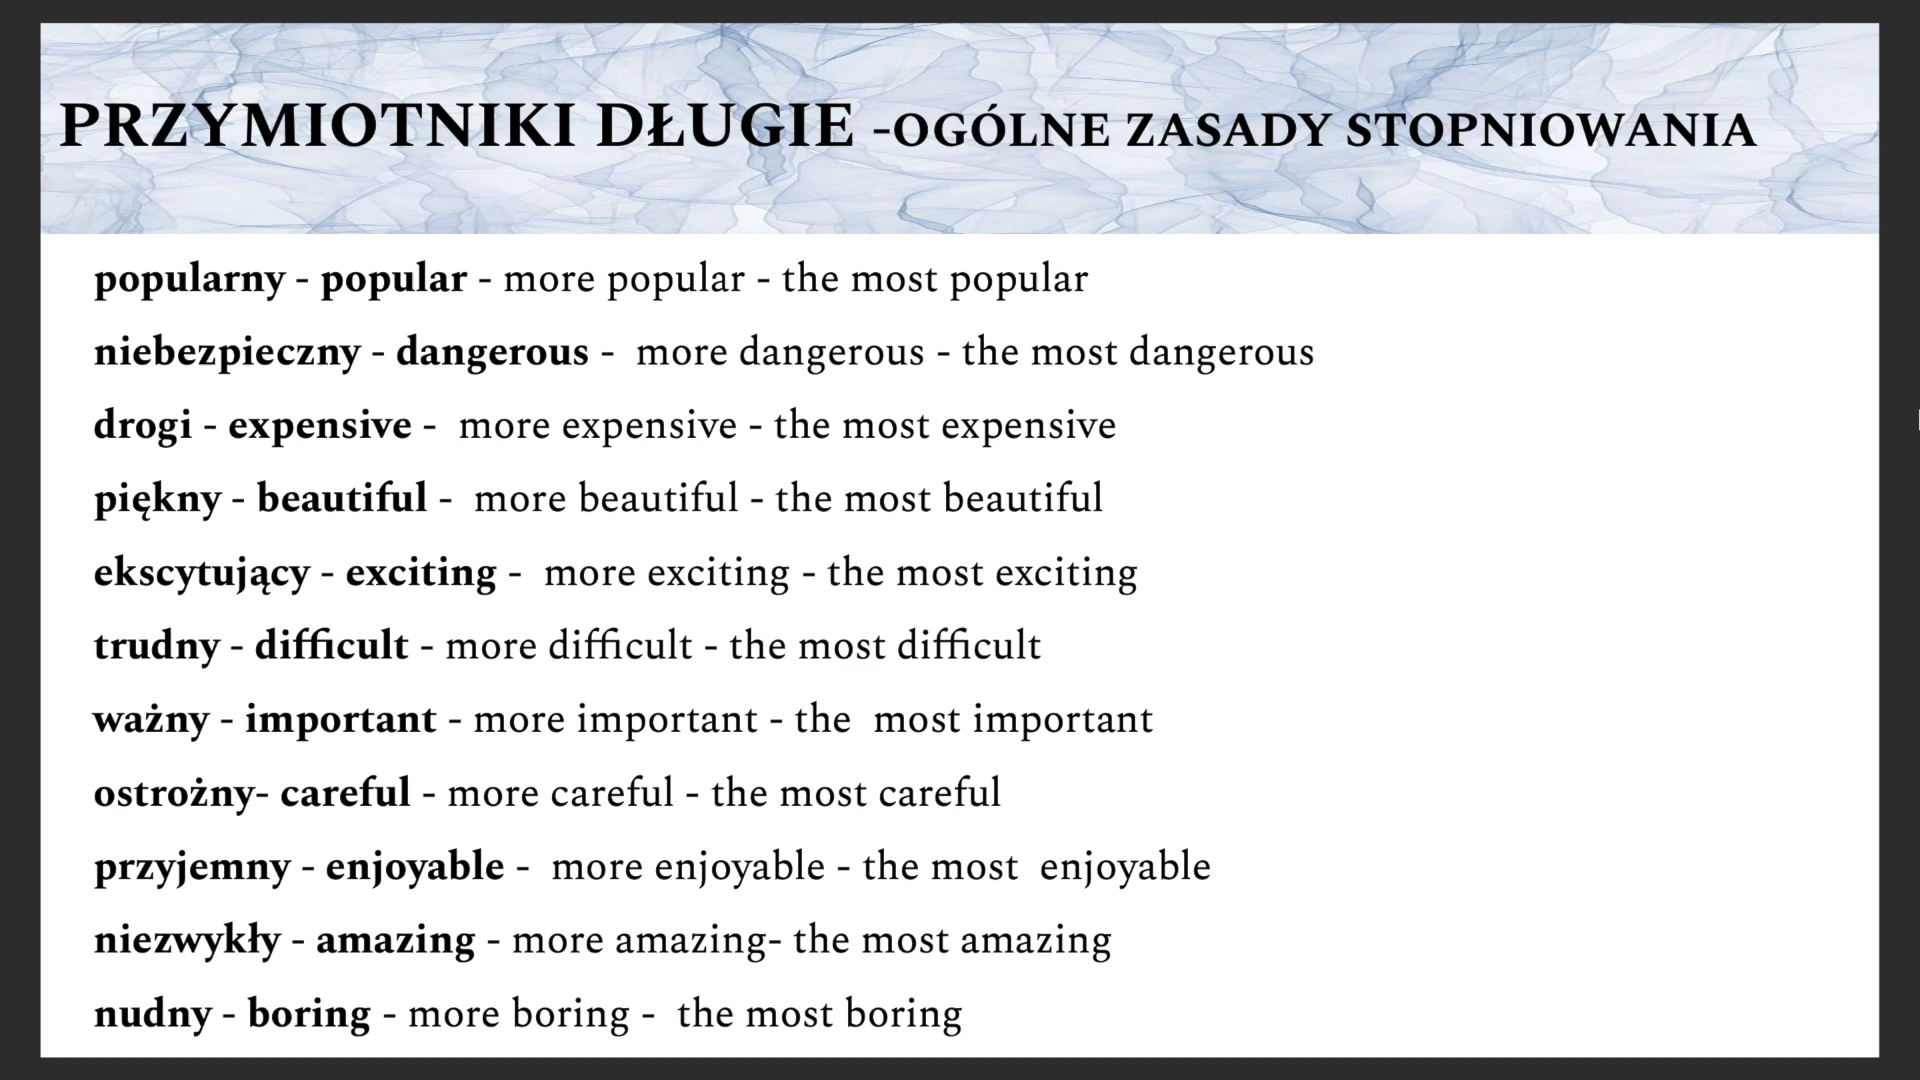 PRZYMIOTNIKI DŁUGIE -OGÓLNE ZASADY STOPNIOWANIA
popularny - popular - more popular - the most popular
niebezpieczny - dangerous -  more dangerous - the most dangerous
drogi - expensive -  more expensive - the most expensive
piękny - beautiful -  more beautiful - the most beautiful
ekscytujący - exciting -  more exciting - the most exciting
trudny - difficult - more difficult - the most difficult
ważny - important - more important - the  most important
ostrożny- careful - more careful - the most careful
przyjemny - enjoyable -  more enjoyable - the most  enjoyable
niezwykły - amazing - more amazing- the most amazing
nudny - boring - more boring -  the most boring